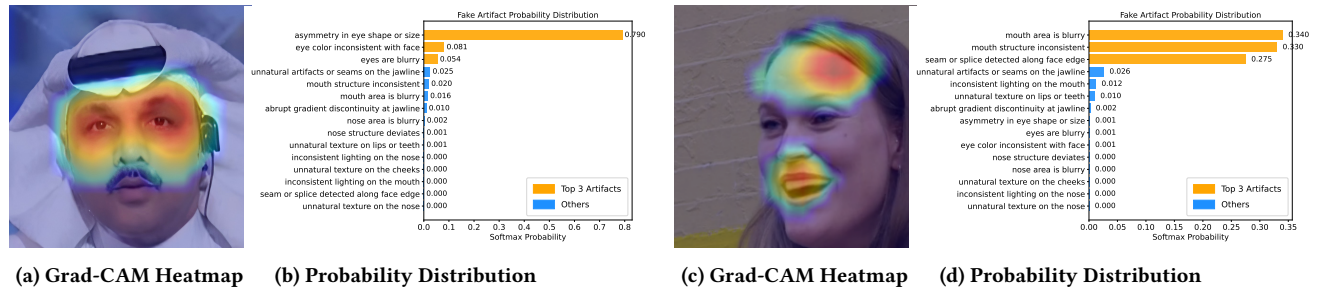 Fake Artifact Probability Distribution
asymmetry in eye shape or size 0.790
eye color inconsistent with face 0.081
eyes are blurry 0.054
unnatural artifacts or seams on the jawline 0.025
mouth structure inconsistent 0.020
mouth area is blurry 0.016
abrupt gradient discontinuity at jawline 0.010
nose area is blurry 0.002
nose structure deviates 0.001
unnatural texture on lips or teeth 0.001
inconsistent lighting on the nose 0.000
unnatural texture on the cheeks 0.000
inconsistent lighting on the mouth 0.000
seam or splice detected along face edge 0.000
unnatural texture on the nose 0.000
Top 3 Artifacts
Others
0.0 0.1 0.2 0.3 0.4 0.5 0.6 0.7 0.8
Softmax Probability
Fake Artifact Probability Distribution
mouth area is blurry 0.340
mouth structure inconsistent 0.330
seam or splice detected along face edge 0.275
unnatural artifacts or seams on the jawline 0.026
inconsistent lighting on the mouth 0.012
unnatural texture on lips or teeth 0.010
abrupt gradient discontinuity at jawline 0.002
asymmetry in eye shape or size 0.001
eyes are blurry 0.001
eye color inconsistent with face 0.001
nose structure deviates 0.000
nose area is blurry 0.000
unnatural texture on the cheeks 0.000
inconsistent lighting on the nose 0.000
unnatural texture on the nose 0.000
Top 3 Artifacts
Others
0.00 0.05 0.10 0.15 0.20 0.25 0.30 0.35
Softmax Probability
(a) Grad-CAM Heatmap (b) Probability Distribution (c) Grad-CAM Heatmap (d) Probability Distribution